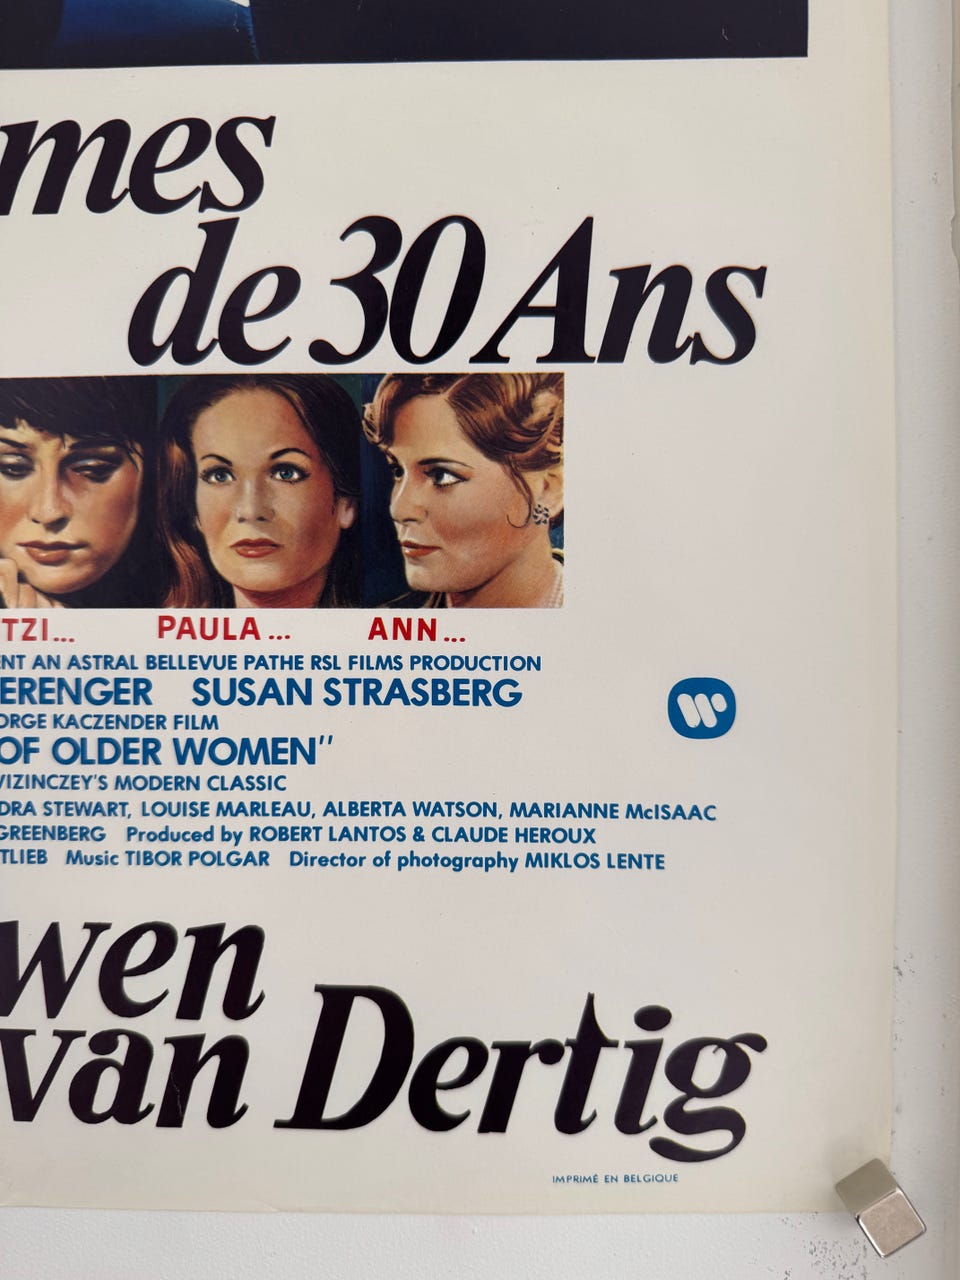 mes
de 30 Ans
TZI...
PAULA...
ANN...
ENT AN ASTRAL BELLEVUE PATHE RSL FILMS PRODUCTION
ERENGER SUSAN STRASBERG
ORGE KACZENDER FILM
OF OLDER WOMEN"
VIZINCZEY'S MODERN CLASSIC
DRA STEWART, LOUISE MARLEAU, ALBERTA WATSON, MARIANNE McISAAC
GREENBERG Produced by ROBERT LANTOS & CLAUDE HEROUX
TLIEB Music TIBOR POLGAR Director of photography MIKLOS LENTE
wen
van Dertig
IMPRIMÉ EN BELGIQUE